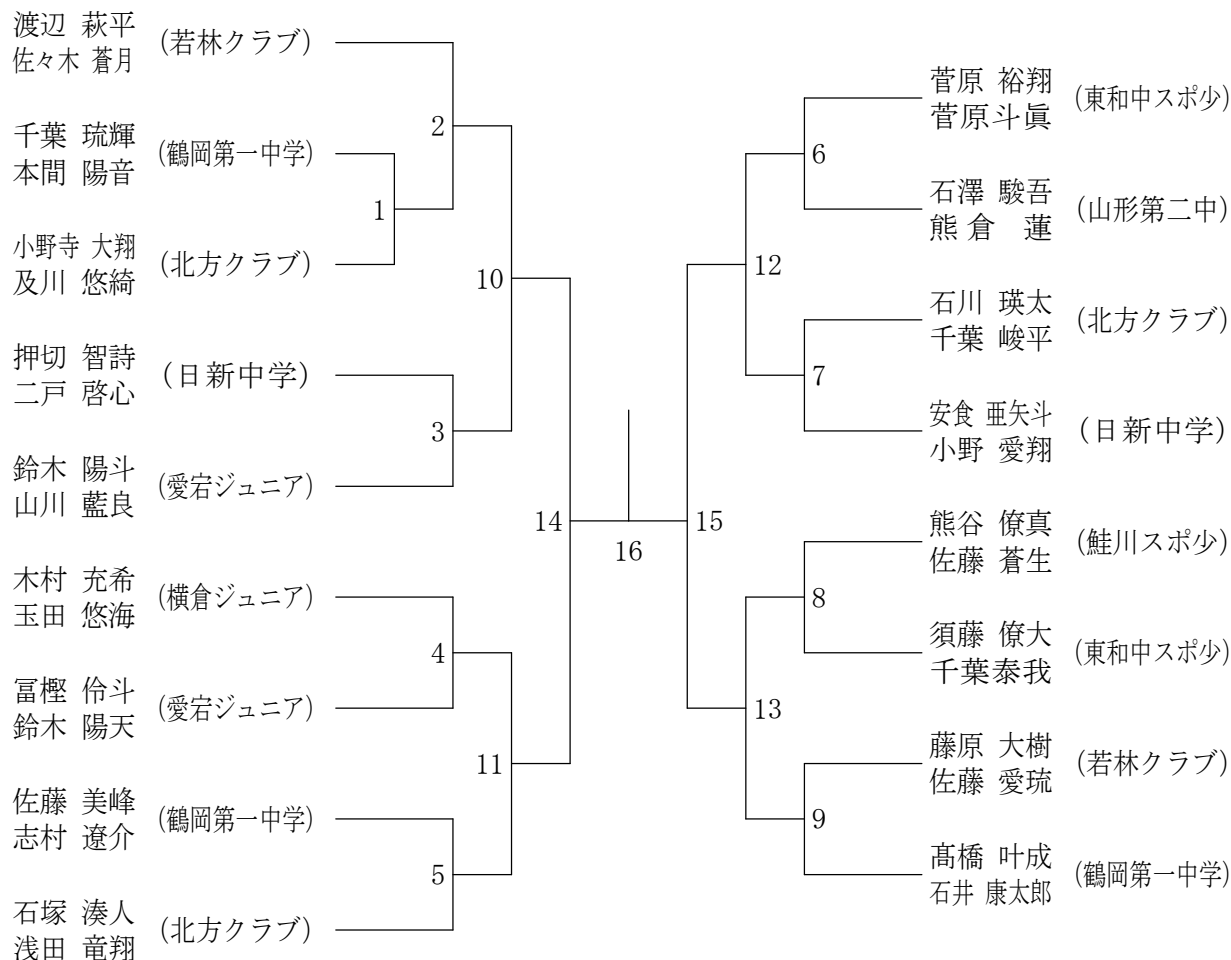 渡辺 萩平
佐々木 蒼月
(若林クラブ)
千葉 琉輝
本間 陽音
(鶴岡第一中学)
小野寺 大翔
及川 悠綺
(北方クラブ)
押切 智詩
二戸 啓心
(日新中学)
鈴木 陽斗
山川 藍良
(愛宕ジュニア)
木村 充希
玉田 悠海
(横倉ジュニア)
冨樫 伶斗
鈴木 陽天
(愛宕ジュニア)
佐藤 美峰
志村 遼介
(鶴岡第一中学)
石塚 湊人
浅田 竜翔
(北方クラブ)
1
2
3
4
5
10
11
14
16
15
12
13
6
7
8
9
菅原 裕翔
菅原斗眞
(東和中スポ少)
石澤 駿吾
熊倉 蓮
(山形第二中)
石川 瑛太
千葉 峻平
(北方クラブ)
安食 亜矢斗
小野 愛翔
(日新中学)
熊谷 僚真
佐藤 蒼生
(鮭川スポ少)
須藤 僚大
千葉泰我
(東和中スポ少)
藤原 大樹
佐藤 愛琉
(若林クラブ)
髙橋 叶成
石井 康太郎
(鶴岡第一中学)